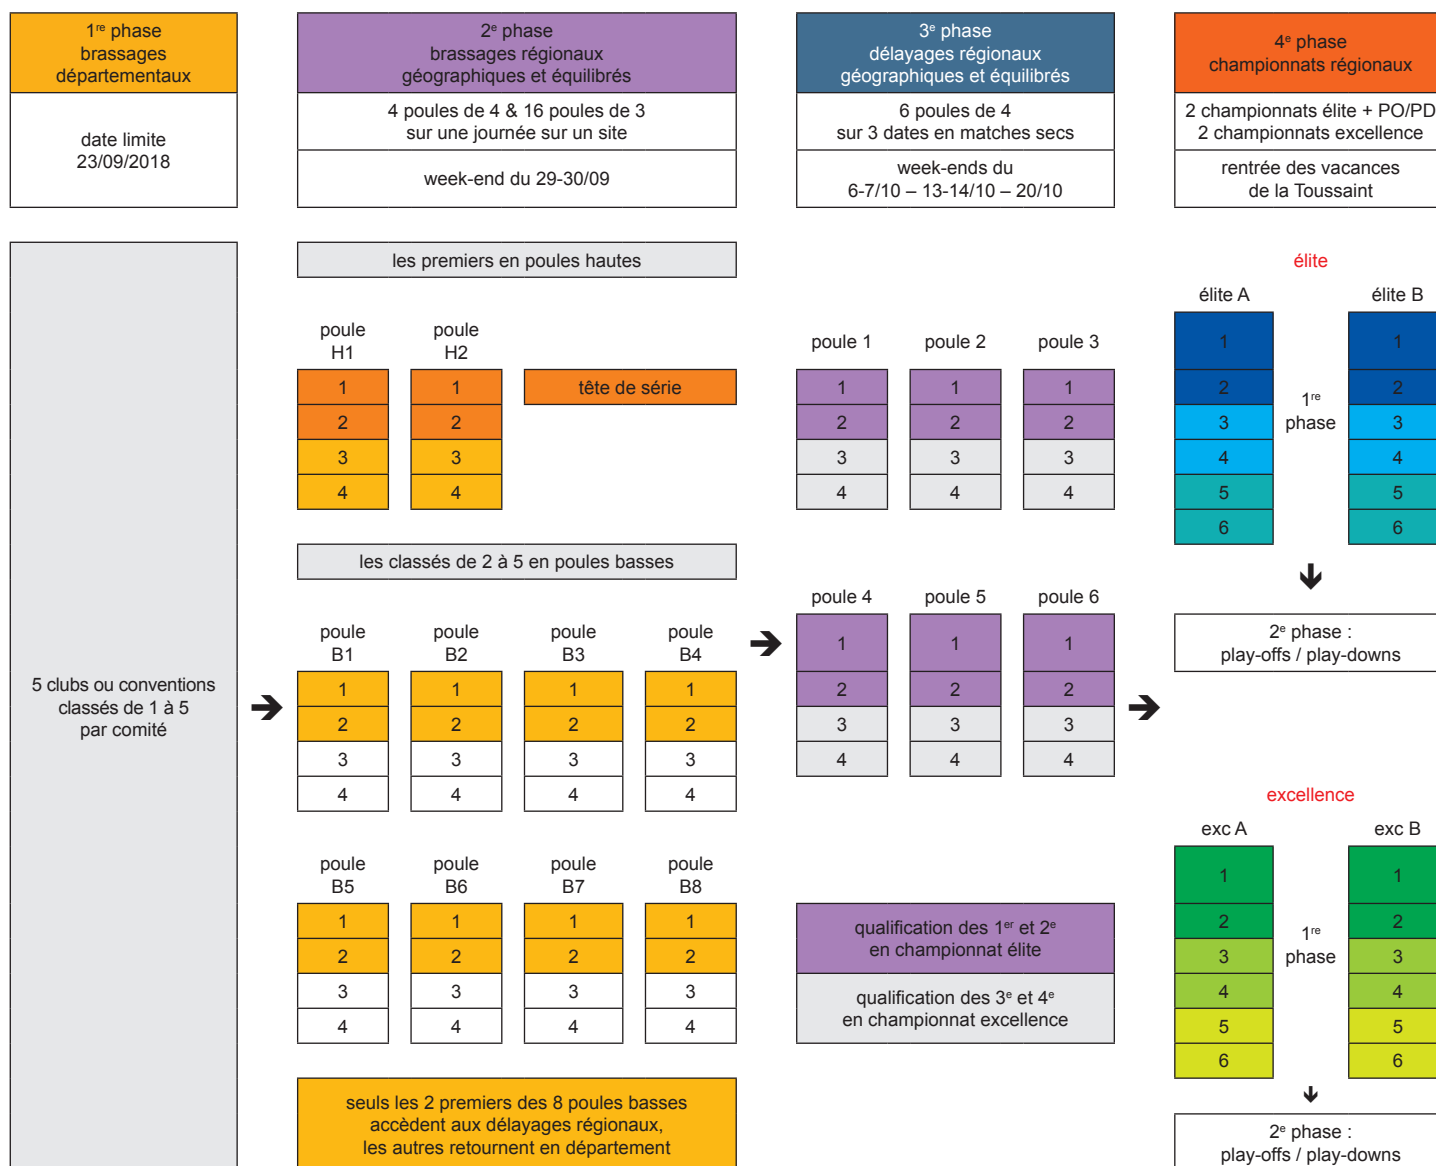 1re phase
brassages
départementaux
date limite
23/09/2018
2e phase
brassages régionaux
géographiques et équilibrés
4 poules de 4 & 16 poules de 3
sur une journée sur un site
week-end du 29-30/09
3e phase
délayages régionaux
géographiques et équilibrés
6 poules de 4
sur 3 dates en matches secs
week-ends du
6-7/10 – 13-14/10 – 20/10
4e phase
championnats régionaux
2 championnats élite + PO/PD
2 championnats excellence
rentrée des vacances
de la Toussaint
5 clubs ou conventions
classés de 1 à 5
par comité
les premiers en poules hautes
poule H1
poule H2
1 1 tête de série
2 2
3 3
4 4
les classés de 2 à 5 en poules basses
poule B1
poule B2
poule B3
poule B4
1 1 1 1
2 2 2 2
3 3 3 3
4 4 4 4
poule B5
poule B6
poule B7
poule B8
1 1 1 1
2 2 2 2
3 3 3 3
4 4 4 4
seuls les 2 premiers des 8 poules basses
accèdent aux délayages régionaux,
les autres retournent en département
poule 1 poule 2 poule 3
1 1 1
2 2 2
3 3 3
4 4 4
poule 4 poule 5 poule 6
1 1 1
2 2 2
3 3 3
4 4 4
qualification des 1er et 2e
en championnat élite
qualification des 3e et 4e
en championnat excellence
élite
élite A élite B
1 1
2 2
1re
phase
3 3
4 4
5 5
6 6
2e phase :
play-offs / play-downs
excellence
exc A exc B
1 1
2 2
1re
phase
3 3
4 4
5 5
6 6
2e phase :
play-offs / play-downs